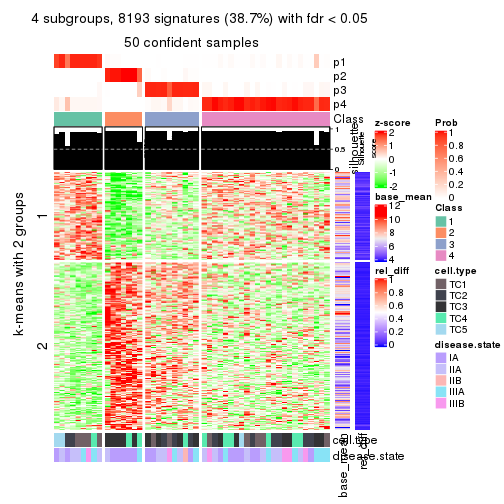 4 subgroups, 8193 signatures (38.7%) with fdr < 0.05
50 confident samples
p1
p2
p3
p4
Class
silhouette
1
0.5
0
silhouette
score
k-means with 2 groups
1
2
cell.type
disease.state
base_mean
rel_diff
z-score
2
1
0
-1
-2
base_mean
12
10
8
6
4
rel_diff
1
0.8
0.6
0.4
0.2
0
Prob
1
0.8
0.6
0.4
0.2
0
Class
1
2
3
4
cell.type
TC1
TC2
TC3
TC4
TC5
disease.state
IA
IIA
IIB
IIIA
IIIB